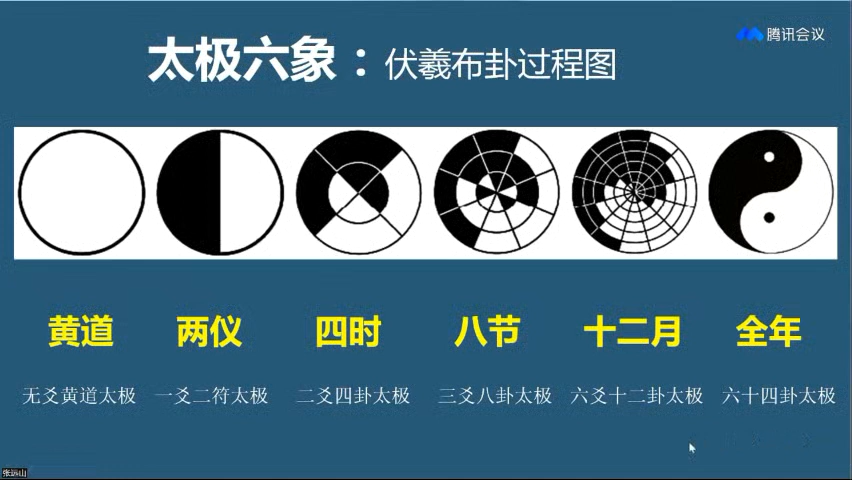 腾讯会议
太极六象：伏羲布卦过程图
黄道 两仪 四时 八节 十二月 全年
无爻黄道太极 一爻二符太极 二爻四卦太极 三爻八卦太极 六爻十二卦太极 六十四卦太极
张远山